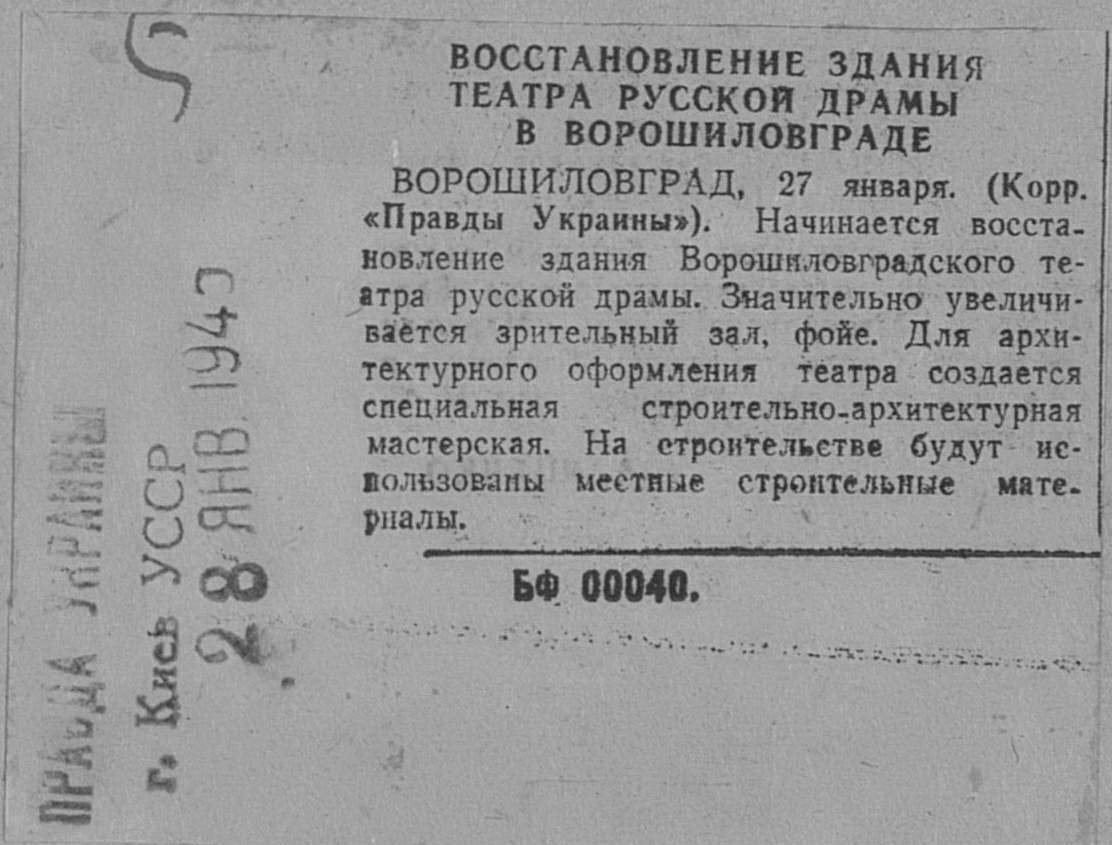 ВОССТАНОВЛЕНИЕ ЗДАНИЯ
ТЕАТРА РУССКОЙ ДРАМЫ
В ВОРОШИЛОВГРАДЕ
ВОРОШИЛОВГРАД, 27 января. (Корр.
«Правды Украины»). Начинается восста-
новление здания Ворошиловградского те-
атра русской драмы. Значительно увеличи-
вается зрительный зал, фойе. Для архи-
тектурного оформления театра создается
специальная строительно-архитектурная
мастерская. На строительстве будут ис-
пользованы местные строительные мате-
риалы.
БФ 00040.
ПРАВДА УКРАИНЫ
г. Киев УССР
28 ЯНВ.